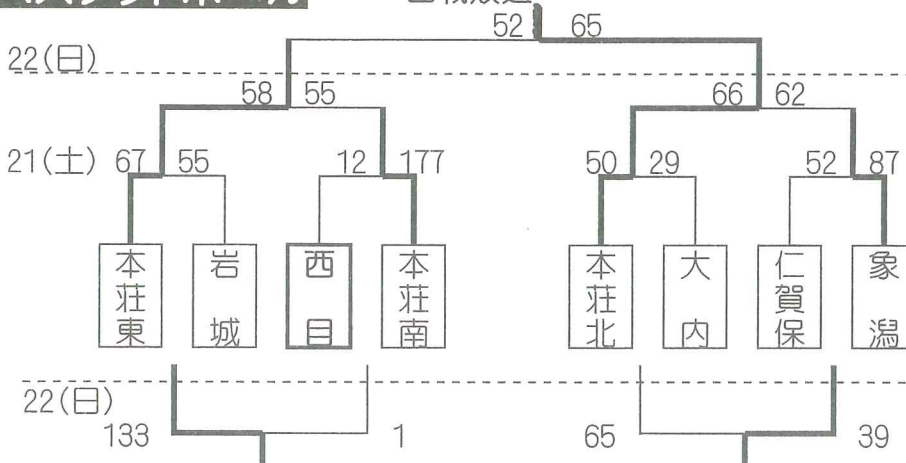 52 65
22(日)
58 55 66 62
21(土) 67 55 12 177 50 29 52 87
本荘東 岩城 西目 本荘南 本荘北 大内 仁賀保 象潟
22(日)
133 1 65 39